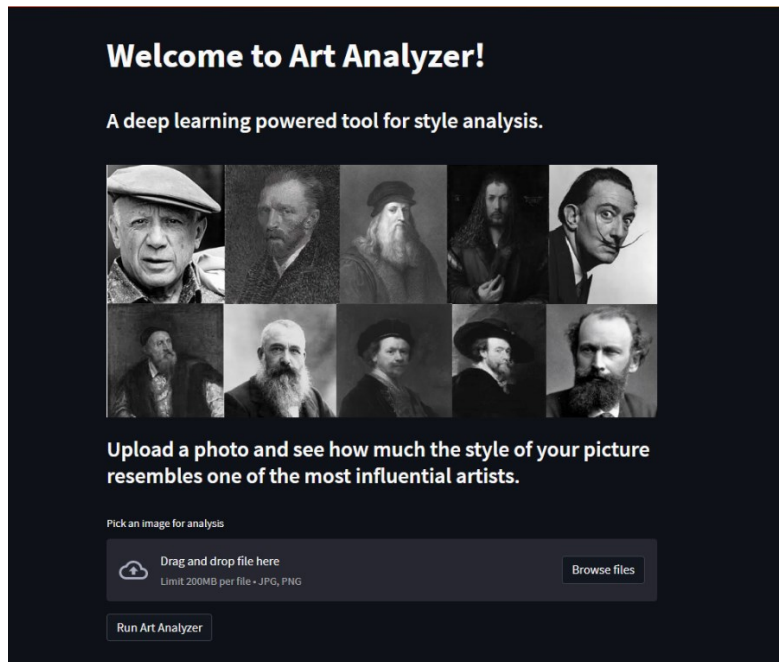 Welcome to Art Analyzer!
A deep learning powered tool for style analysis.
Upload a photo and see how much the style of your picture
resembles one of the most influential artists.
Pick an image for analysis
Drag and drop file here
Limit 200MB per file • JPG, PNG
Browse files
Run Art Analyzer